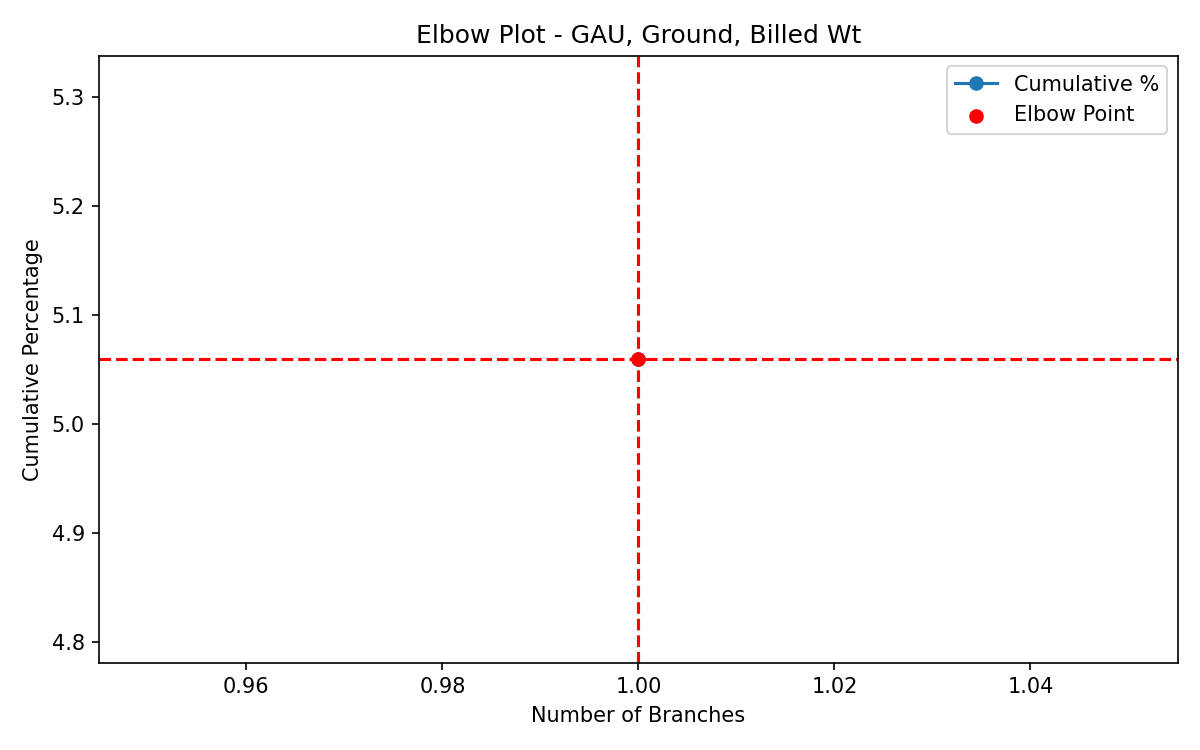 Elbow Plot - GAU, Ground, Billed Wt
Cumulative %
Elbow Point
Cumulative Percentage
5.3
5.2
5.1
5.0
4.9
4.8
0.96 0.98 1.00 1.02 1.04
Number of Branches